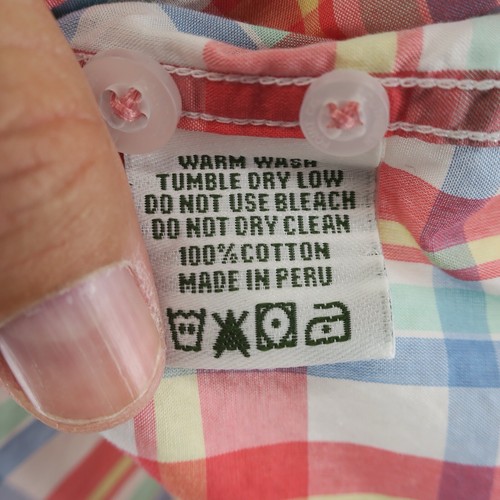 WARM WASH
TUMBLE DRY LOW
DO NOT USE BLEACH
DO NOT DRY CLEAN
100% COTTON
MADE IN PERU